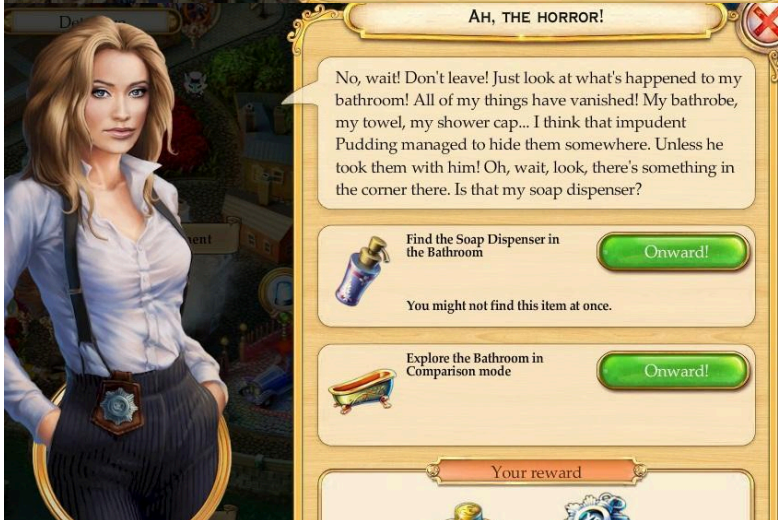 AH, THE HORROR!
No, wait! Don't leave! Just look at what's happened to my
bathroom! All of my things have vanished! My bathrobe,
my towel, my shower cap... I think that impudent
Pudding managed to hide them somewhere. Unless he
took them with him! Oh, wait, look, there's something in
the corner there. Is that my soap dispenser?
Find the Soap Dispenser in
the Bathroom
Onward!
You might not find this item at once.
Explore the Bathroom in
Comparison mode
Onward!
Your reward